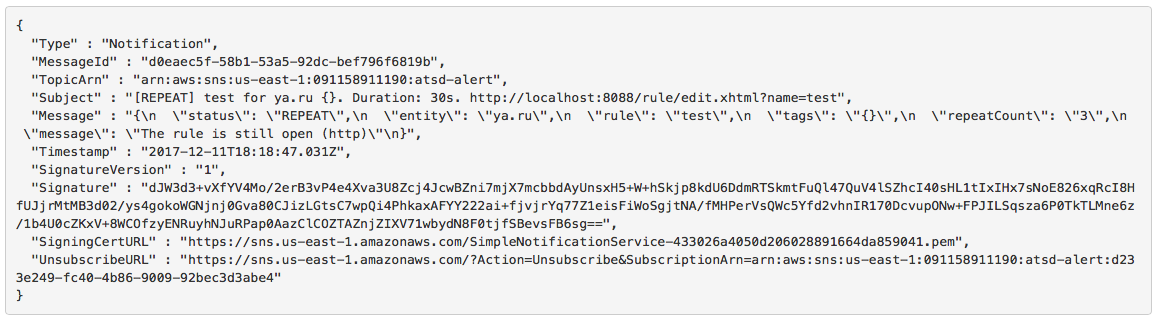 {
  "Type" : "Notification",
  "MessageId" : "d0eaec5f-58b1-53a5-92dc-bef796f6819b",
  "TopicArn" : "arn:aws:sns:us-east-1:091158911190:atsd-alert",
  "Subject" : "[REPEAT] test for ya.ru {}. Duration: 30s. http://localhost:8088/rule/edit.xhtml?name=test",
  "Message" : "{\n  \"status\": \"REPEAT\",\n  \"entity\": \"ya.ru\",\n  \"rule\": \"test\",\n  \"tags\": \"{}\",\n  \"repeatCount\": \"3\",\n
 \"message\": \"The rule is still open (http)\"\n}",
  "Timestamp" : "2017-12-11T18:18:47.031Z",
  "SignatureVersion" : "1",
  "Signature" : "dJW3d3+vXfYV4Mo/2erB3vP4e4Xva3U8Zcj4JcwBZni7mjX7mcbbdAyUnsxH5+W+hSkjp8kdU6DdmRTSkmtFuQl47QuV4lSZhcI40sHL1tIxIHx7sNoE826xqRcI8H
fUJjrMtMB3d02/ys4gokoWGNjnj0Gva80CJizLGtsC7wpQi4PhkaxAFYY222ai+fjvjrYq77Z1eisFiWoSgjtNA/fMHPerVsQWc5Yfd2vhnIR170DcvupONw+FPJILSqsza6P0TkTLMne6z
/1b4U0cZKxV+8WCOfzyENRuyhNJuRPap0AazClCOZTAZnjZIXV71wbydN8F0tjfSBevsFB6sg==",
  "SigningCertURL" : "https://sns.us-east-1.amazonaws.com/SimpleNotificationService-433026a4050d206028891664da859041.pem",
  "UnsubscribeURL" : "https://sns.us-east-1.amazonaws.com/?Action=Unsubscribe&SubscriptionArn=arn:aws:sns:us-east-1:091158911190:atsd-alert:d23
3e249-fc40-4b86-9009-92bec3d3abe4"
}